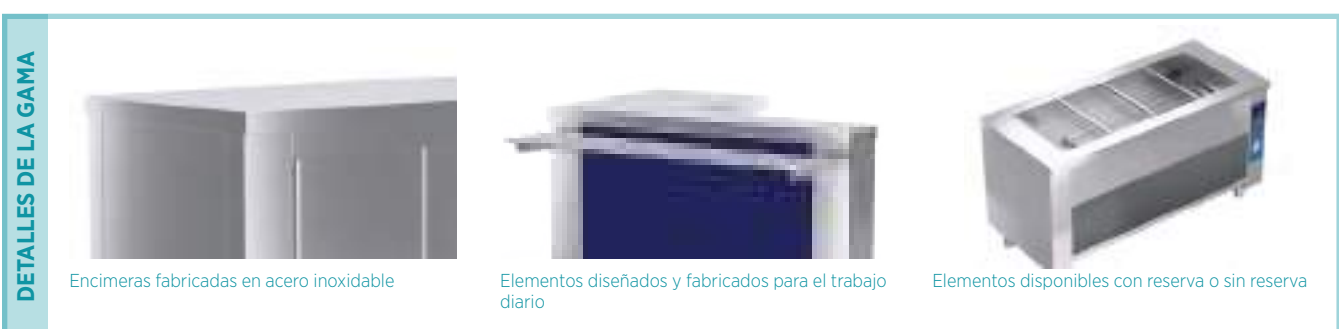 DETALLES DE LA GAMA
Encimeras fabricadas en acero inoxidable
Elementos diseñados y fabricados para el trabajo
diario
Elementos disponibles con reserva o sin reserva